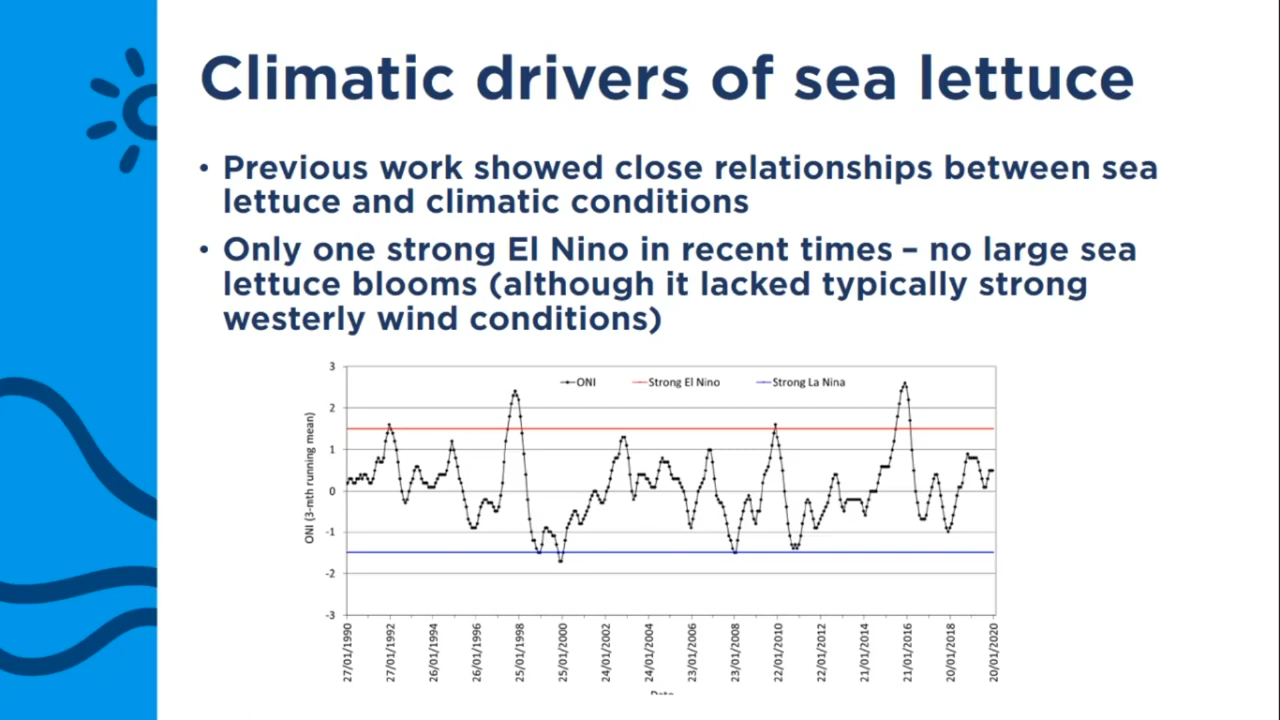 Climatic drivers of sea lettuce
• Previous work showed close relationships between sea
lettuce and climatic conditions
• Only one strong El Nino in recent times – no large sea
lettuce blooms (although it lacked typically strong
westerly wind conditions)
ONI Strong El Nino Strong La Nina
ONI (3-mth running mean)
3
2
1
0
-1
-2
-3
27/01/1990
27/01/1992
26/01/1994
26/01/1996
25/01/1998
25/01/2000
24/01/2002
24/01/2004
23/01/2006
23/01/2008
22/01/2010
22/01/2012
21/01/2014
21/01/2016
20/01/2018
20/01/2020